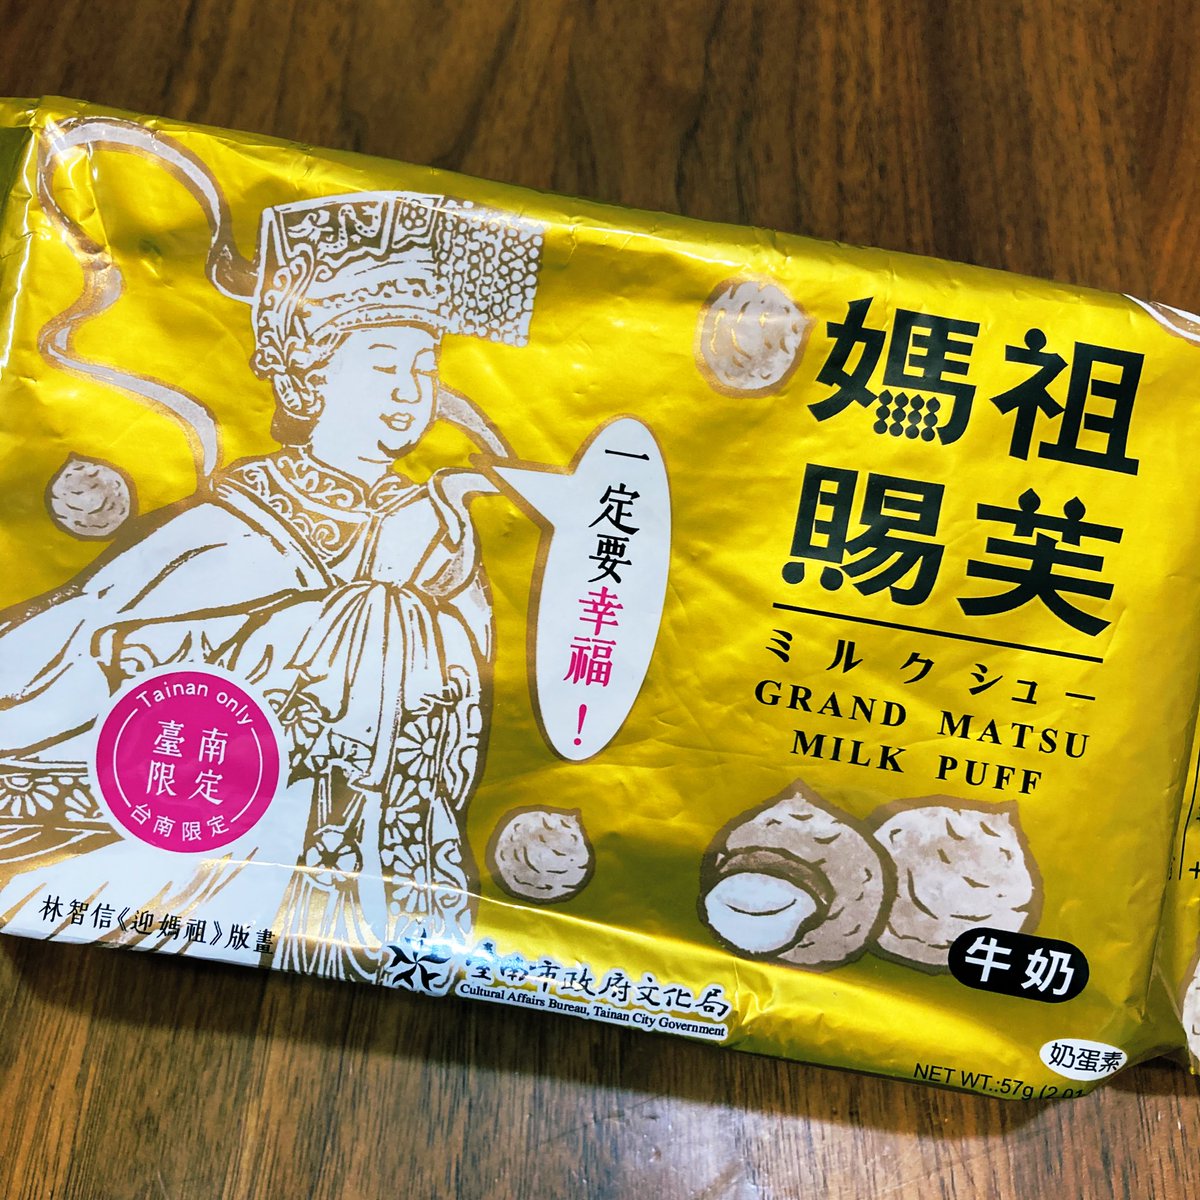 媽祖
賜芙
ミルクシュー
GRAND MATSU
MILK PUFF
一定要幸福！
Tainan only
臺南
限定
台南限定
林智信《迎媽祖》版畫
臺南市政府文化局
Cultural Affairs Bureau, Tainan City Government
牛奶
奶蛋素
NET WT.:57g (2.01